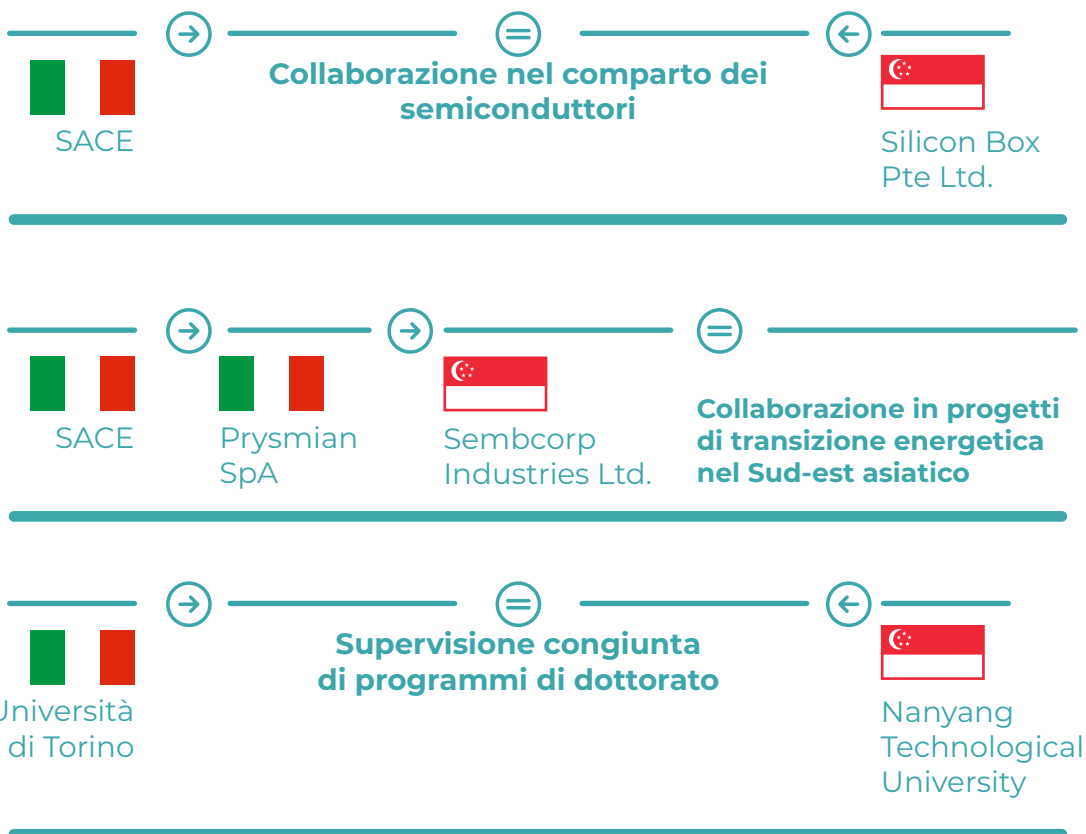 Collaborazione nel comparto dei
semiconduttori
SACE
Silicon Box
Pte Ltd.
SACE
Prysmian
SpA
Sembcorp
Industries Ltd.
Collaborazione in progetti
di transizione energetica
nel Sud-est asiatico
Supervisione congiunta
di programmi di dottorato
Università
di Torino
Nanyang
Technological
University